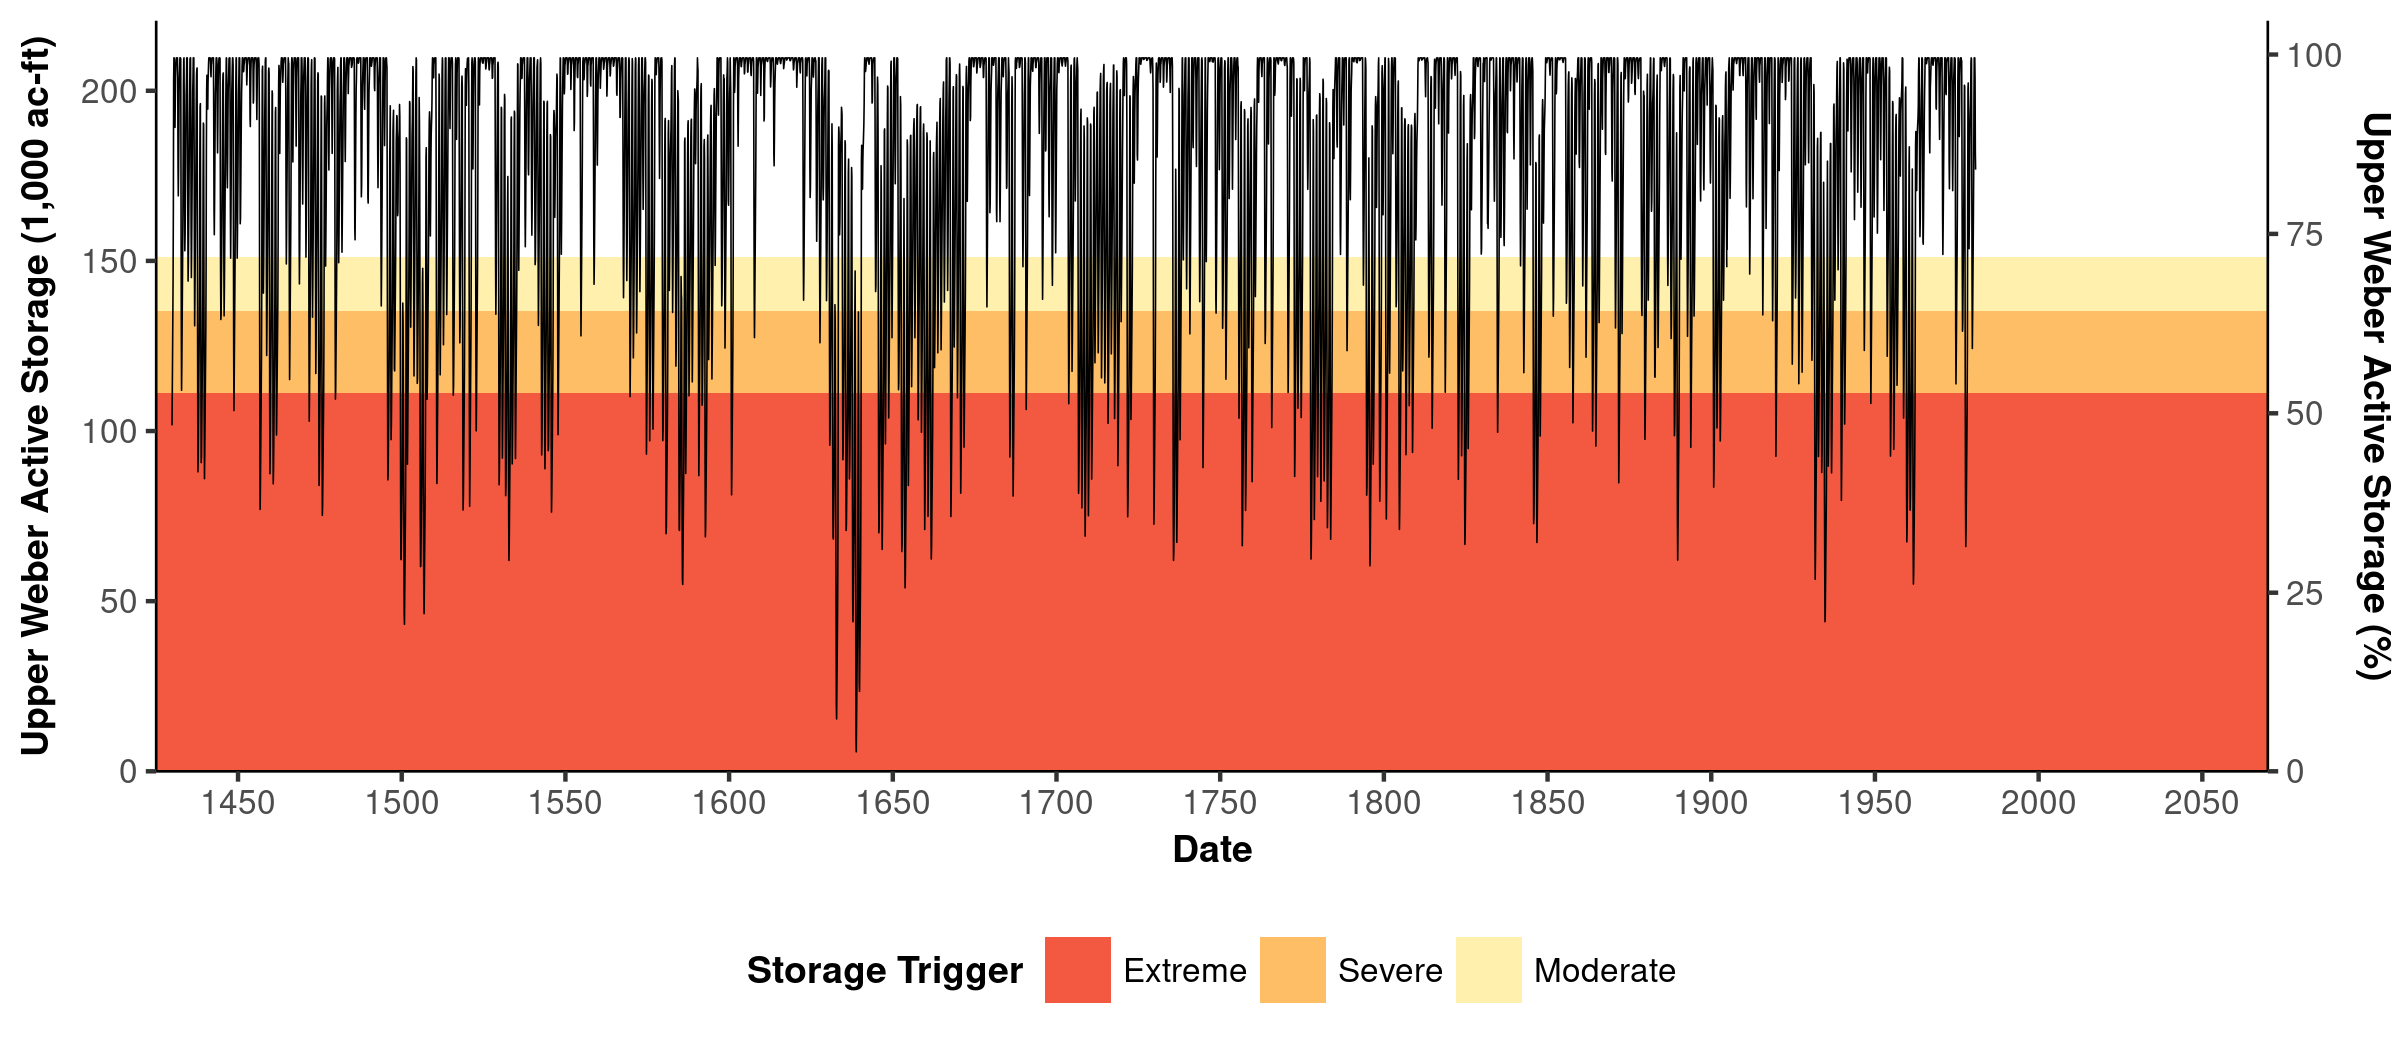 Upper Weber Active Storage (1,000 ac-ft)
200
150
100
50
0
100
75
50
25
0
Upper Weber Active Storage (%)
1450 1500 1550 1600 1650 1700 1750 1800 1850 1900 1950 2000 2050
Date
Storage Trigger Extreme Severe Moderate